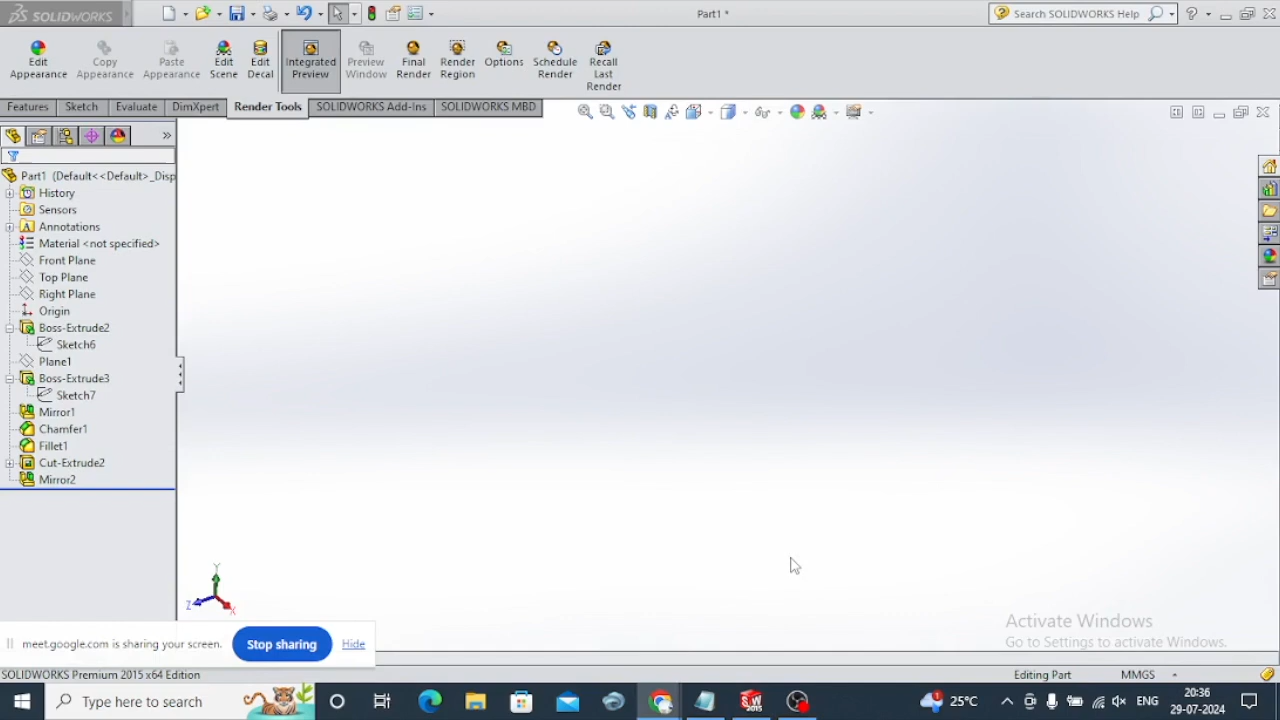 SOLIDWORKS
Part1 *
Search SOLIDWORKS Help
Edit Appearance
Copy Appearance
Paste Appearance
Edit Scene
Edit Decal
Integrated Preview
Preview Window
Final Render
Render Region
Options
Schedule Render
Recall Last Render
Features
Sketch
Evaluate
DimXpert
Render Tools
SOLIDWORKS Add-Ins
SOLIDWORKS MBD
Part1 (Default<<Default>_Disp
History
Sensors
Annotations
Material <not specified>
Front Plane
Top Plane
Right Plane
Origin
Boss-Extrude2
Sketch6
Plane1
Boss-Extrude3
Sketch7
Mirror1
Chamfer1
Fillet1
Cut-Extrude2
Mirror2
Y
Z
X
Activate Windows
Go to Settings to activate Windows.
meet.google.com is sharing your screen.
Stop sharing
Hide
SOLIDWORKS Premium 2015 x64 Edition
Editing Part
MMGS
Type here to search
SW
2015
25°C
ENG
20:36
29-07-2024